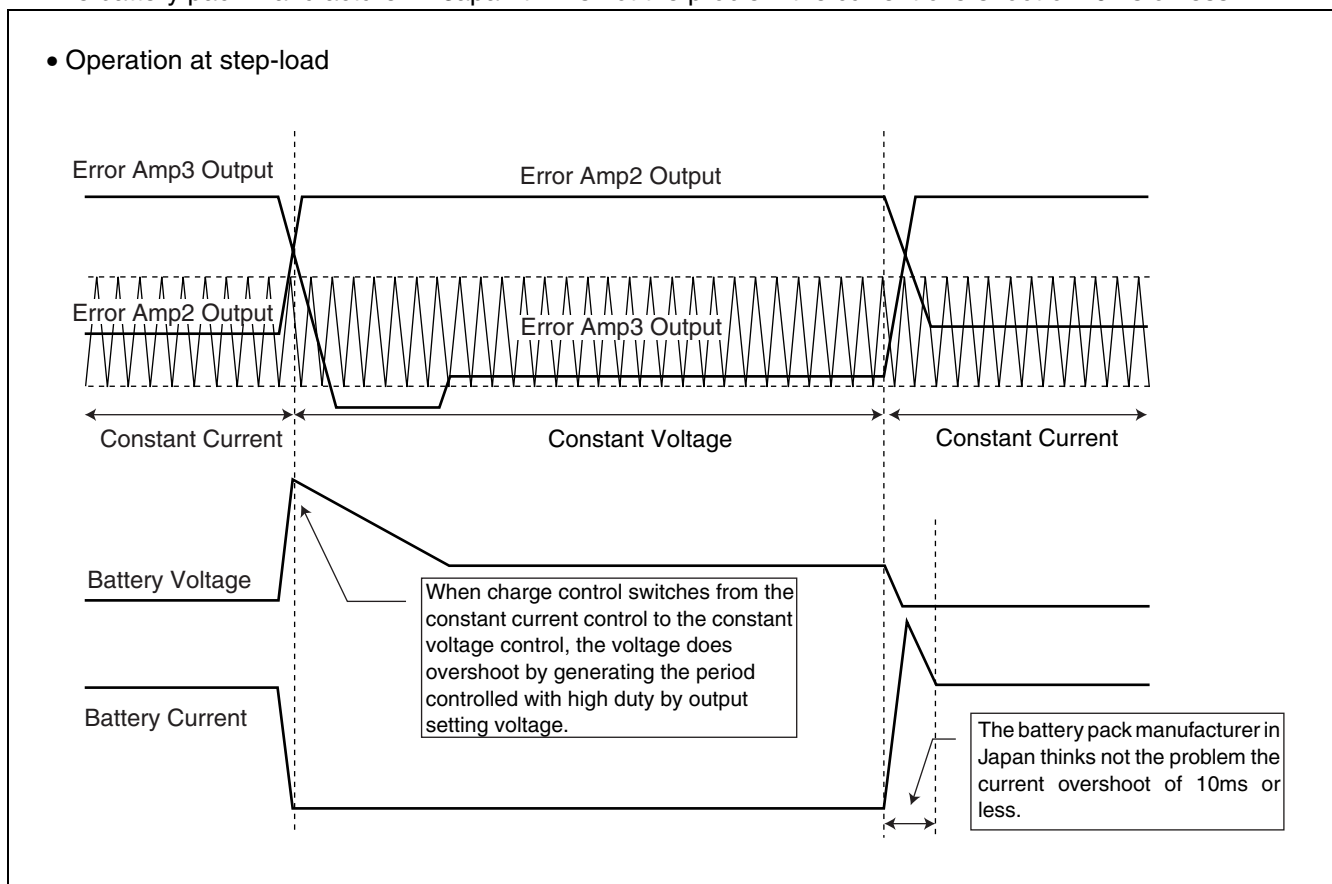 • Operation at step-load
Error Amp3 Output
Error Amp2 Output
Error Amp2 Output
Error Amp3 Output
Constant Current
Constant Voltage
Constant Current
Battery Voltage
When charge control switches from the
constant current control to the constant
voltage control, the voltage does
overshoot by generating the period
controlled with high duty by output
setting voltage.
Battery Current
The battery pack manufacturer in
Japan thinks not the problem the
current overshoot of 10ms or
less.